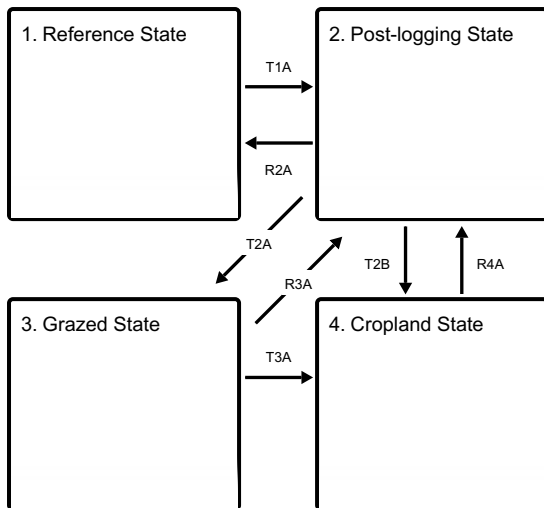 1. Reference State
2. Post-logging State
T1A
R2A
T2A
R3A
T2B
R4A
3. Grazed State
4. Cropland State
T3A